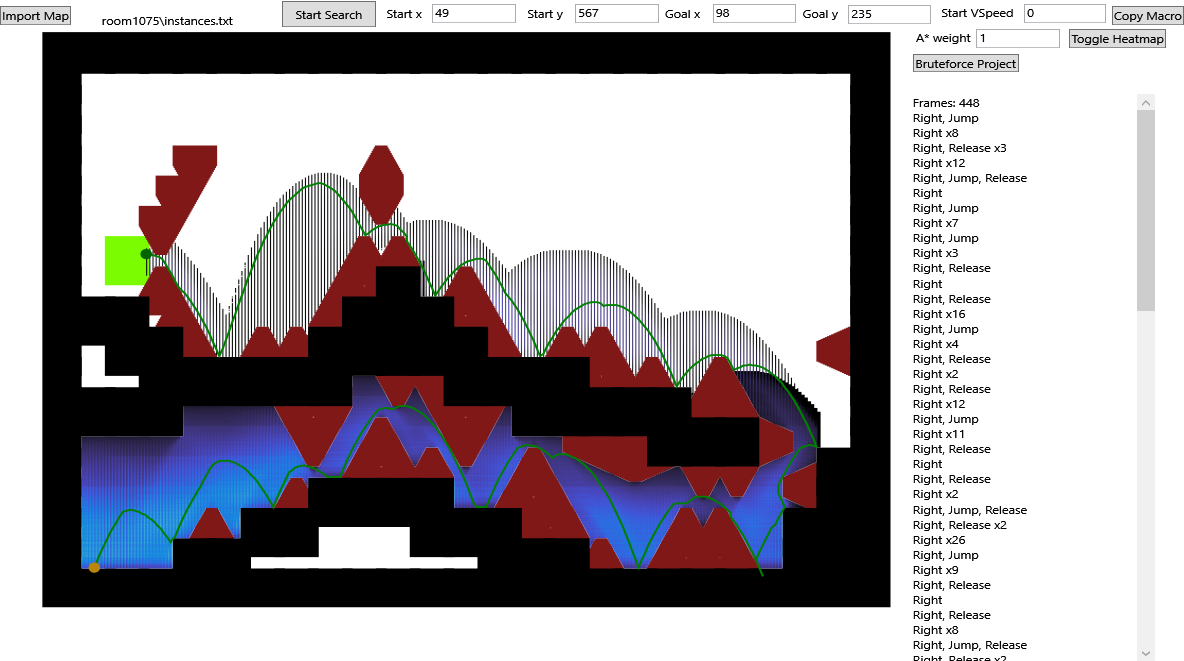 Import Map
room1075\instances.txt
Start Search
Start x 49
Start y 567
Goal x 98
Goal y 235
Start VSpeed 0
Copy Macro
A* weight 1
Toggle Heatmap
Bruteforce Project
Frames: 448
Right, Jump
Right x8
Right, Release x3
Right x12
Right, Jump, Release
Right
Right, Jump
Right x7
Right, Jump
Right x3
Right, Release
Right
Right, Release
Right x16
Right, Jump
Right x4
Right, Release
Right x2
Right, Release
Right x12
Right, Jump
Right x11
Right, Release
Right
Right, Release
Right x2
Right, Jump, Release
Right, Release x2
Right x26
Right, Jump
Right x9
Right, Release
Right
Right, Release
Right x8
Right, Jump, Release
Right, Release x2